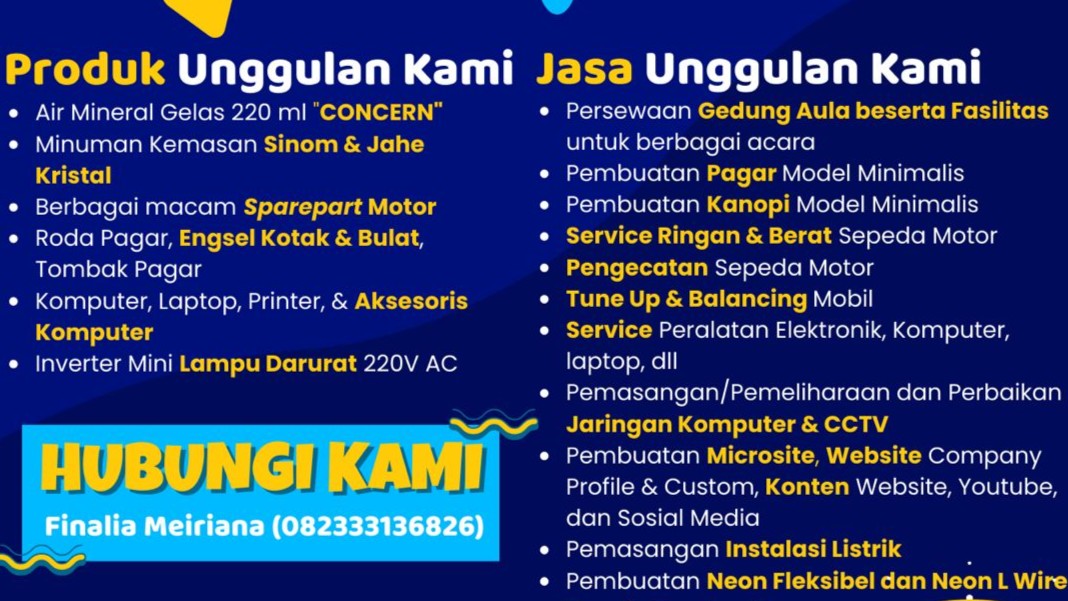 Produk Unggulan Kami
Air Mineral Gelas 220 ml "CONCERN"
Minuman Kemasan Sinom & Jahe
Kristal
Berbagai macam Sparepart Motor
Roda Pagar, Engsel Kotak & Bulat,
Tombak Pagar
Komputer, Laptop, Printer, & Aksesoris
Komputer
Inverter Mini Lampu Darurat 220V AC
HUBUNGI KAMI
Finalia Meiriana (082333136826)
Jasa Unggulan Kami
Persewaan Gedung Aula beserta Fasilitas
untuk berbagai acara
Pembuatan Pagar Model Minimalis
Pembuatan Kanopi Model Minimalis
Service Ringan & Berat Sepeda Motor
Pengecatan Sepeda Motor
Tune Up & Balancing Mobil
Service Peralatan Elektronik, Komputer,
laptop, dll
Pemasangan/Pemeliharaan dan Perbaikan
Jaringan Komputer & CCTV
Pembuatan Microsite, Website Company
Profile & Custom, Konten Website, Youtube,
dan Sosial Media
Pemasangan Instalasi Listrik
Pembuatan Neon Fleksibel dan Neon L Wire